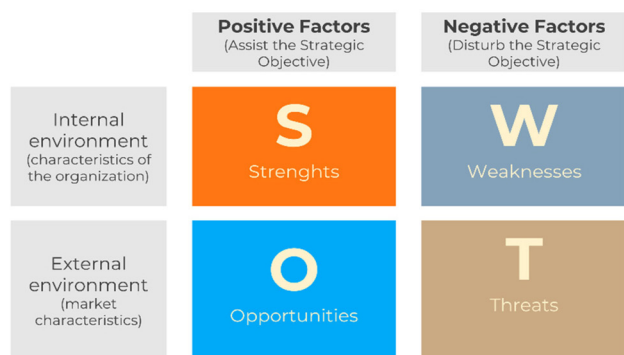 Positive Factors
(Assist the Strategic
Objective)
Negative Factors
(Disturb the Strategic
Objective)
Internal
environment
(characteristics of
the organization)
S
Strenghts
W
Weaknesses
External
environment
(market
characteristics)
O
Opportunities
T
Threats